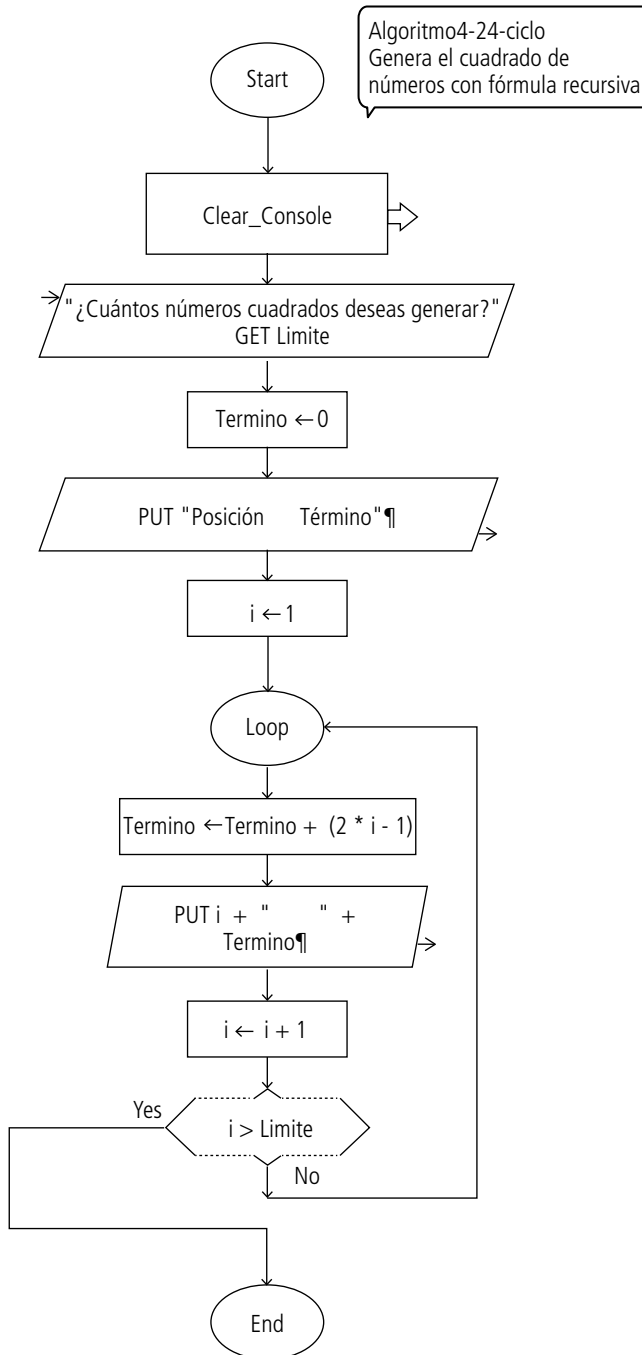 Algoritmo4-24-ciclo
Genera el cuadrado de
números con fórmula recursiva
Start
Clear_Console
"¿Cuántos números cuadrados deseas generar?"
GET Limite
Termino ←0
PUT "Posición     Término"¶
i ←1
Loop
Termino ←Termino + (2 * i - 1)
PUT i + "      " +
Termino¶
i ← i + 1
Yes
i > Limite
No
End